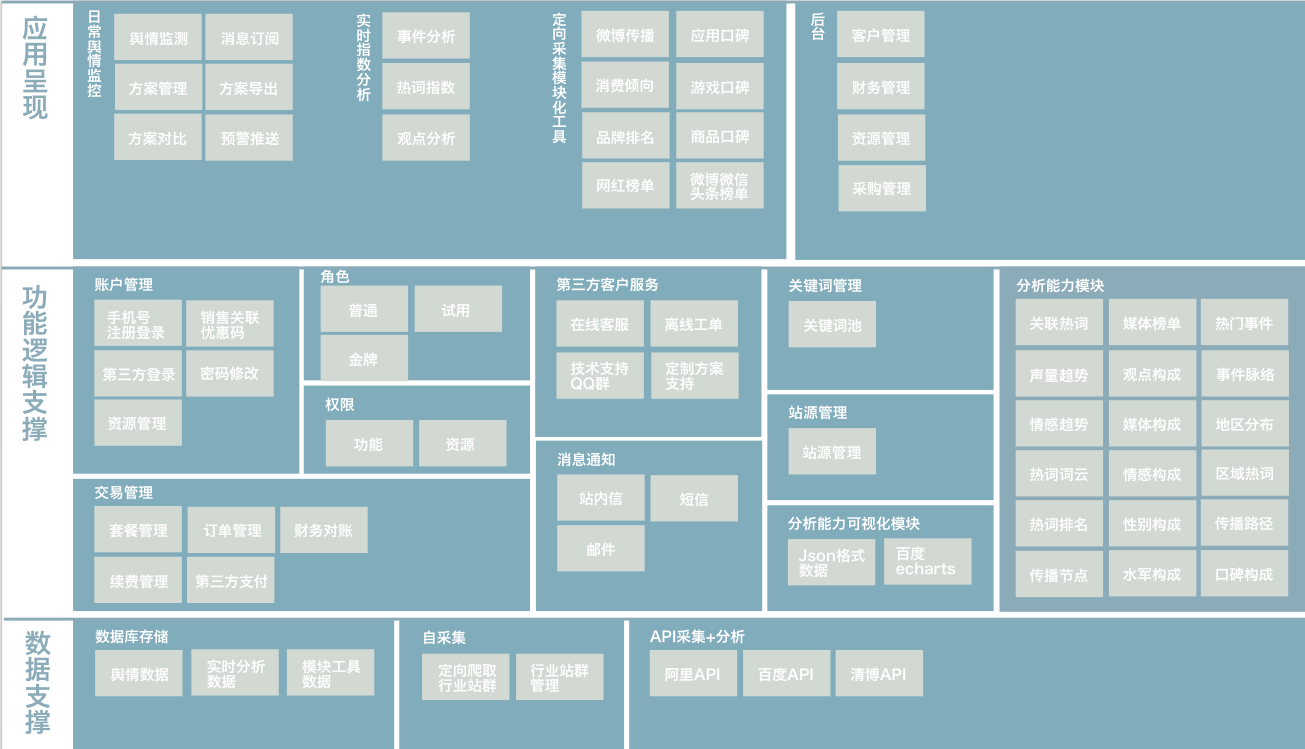 应用呈现
日常舆情监控
舆情监测
消息订阅
方案管理
方案导出
方案对比
预警推送
实时指数分析
事件分析
热词指数
观点分析
定向采集模块化工具
微博传播
应用口碑
消费倾向
游戏口碑
品牌排名
商品口碑
网红榜单
微博微信
头条榜单
后台
客户管理
财务管理
资源管理
采购管理
功能逻辑支撑
账户管理
手机号
注册登录
销售关联
优惠码
第三方登录
密码修改
资源管理
角色
普通
试用
金牌
权限
功能
资源
交易管理
套餐管理
订单管理
财务对账
续费管理
第三方支付
第三方客户服务
在线客服
离线工单
技术支持
QQ群
定制方案
支持
消息通知
站内信
短信
邮件
关键词管理
关键词池
站源管理
站源管理
分析能力可视化模块
Json格式
数据
百度
echarts
分析能力模块
关联热词
媒体榜单
热门事件
声量趋势
观点构成
事件脉络
情感趋势
媒体构成
地区分布
热词词云
情感构成
区域热词
热词排名
性别构成
传播路径
传播节点
水军构成
口碑构成
数据支撑
数据库存储
舆情数据
实时分析
数据
模块工具
数据
自采集
定向爬取
行业站群
行业站群
管理
API采集+分析
阿里API
百度API
清博API